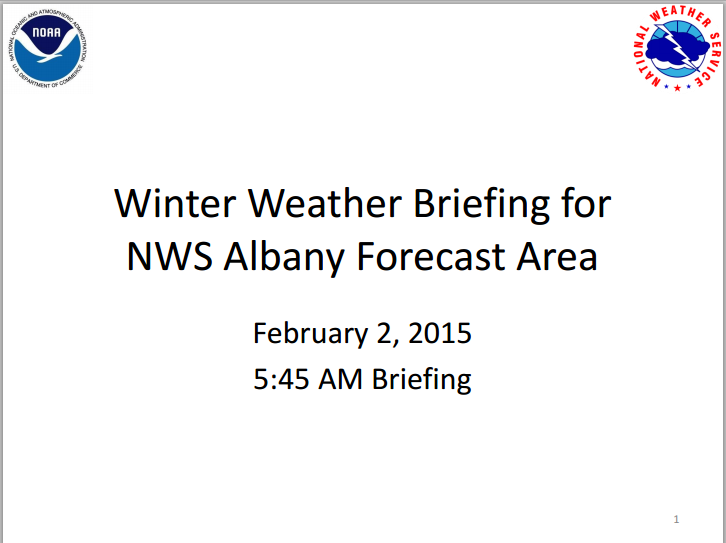 NATIONAL OCEANIC AND ATMOSPHERIC ADMINISTRATION
NOAA
U.S. DEPARTMENT OF COMMERCE
NATIONAL WEATHER SERVICE
Winter Weather Briefing for
NWS Albany Forecast Area
February 2, 2015
5:45 AM Briefing
1